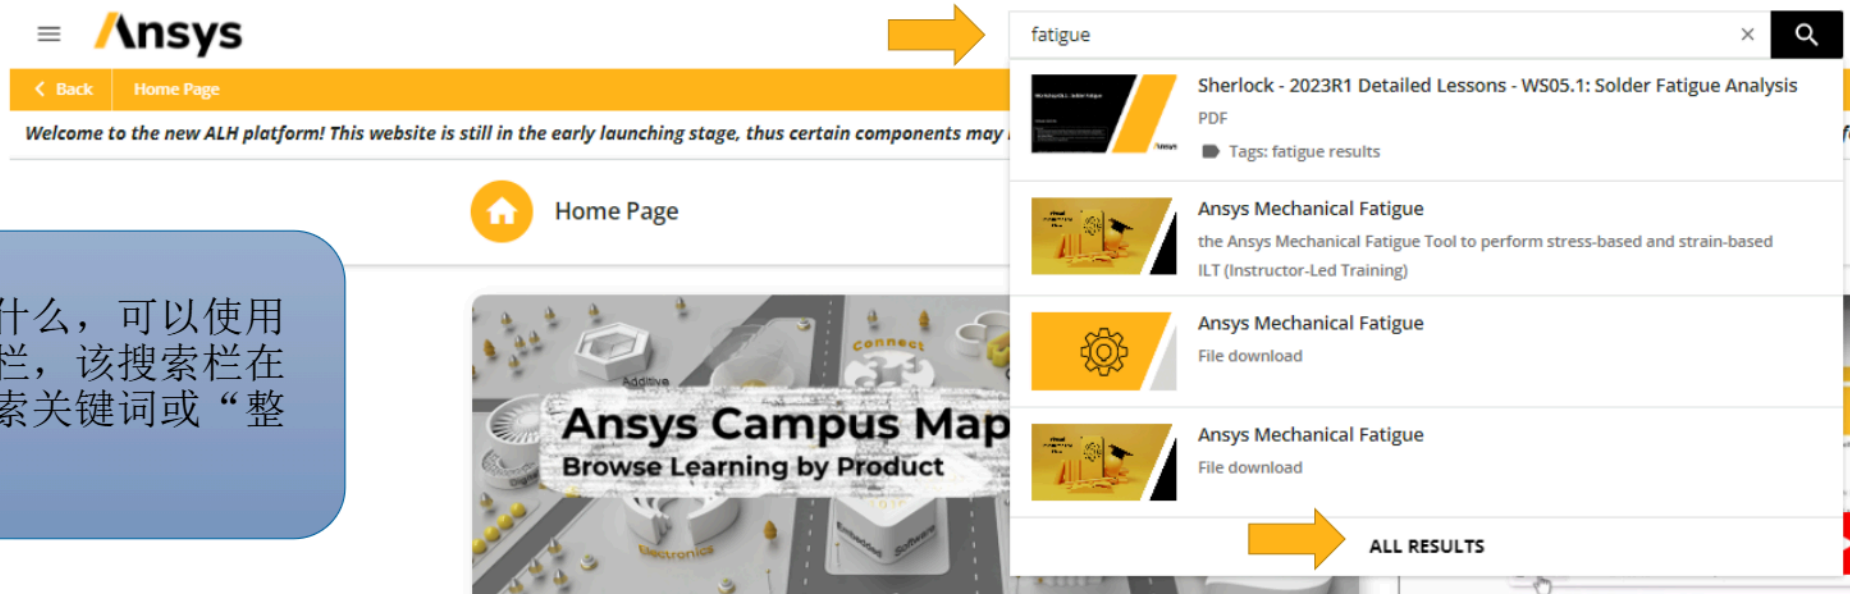 Ansys
fatigue
Back
Home Page
Welcome to the new ALH platform! This website is still in the early launching stage, thus certain components may
Sherlock - 2023R1 Detailed Lessons - WS05.1: Solder Fatigue Analysis
PDF
Tags: fatigue results
Home Page
Ansys Mechanical Fatigue
the Ansys Mechanical Fatigue Tool to perform stress-based and strain-based
ILT (Instructor-Led Training)
什么，可以使用
栏，该搜索栏在
索关键词或“整
Ansys Mechanical Fatigue
File download
Connect
Additive
Ansys Campus Map
Browse Learning by Product
Ansys Mechanical Fatigue
File download
Electronics
Embedded Software
ALL RESULTS